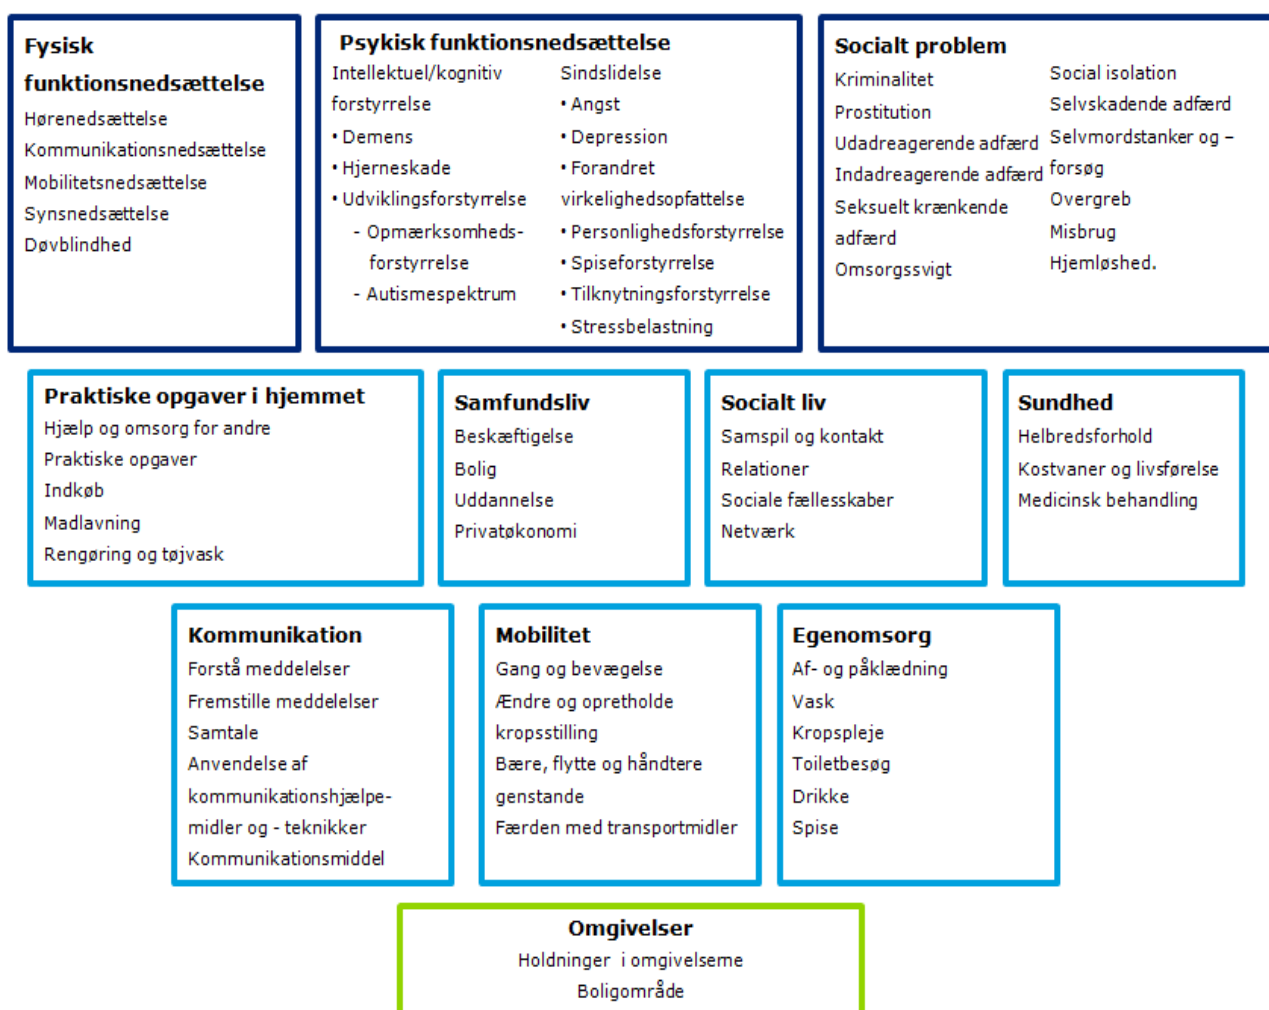 Fysisk
funktionsnedsættelse
Hørenedsættelse
Kommunikationsnedsættelse
Mobilitetsnedsættelse
Synsnedsættelse
Døvblindhed
Psykisk funktionsnedsættelse
Intellektuel/kognitiv
forstyrrelse
• Demens
• Hjerneskade
• Udviklingsforstyrrelse
- Opmærksomheds-
forstyrrelse
- Autismespektrum
Sindslidelse
• Angst
• Depression
• Forandret
virkelighedsopfattelse
• Personlighedsforstyrrelse
• Spiseforstyrrelse
• Tilknytningsforstyrrelse
• Stressbelastning
Socialt problem
Kriminalitet
Prostitution
Udadreagerende adfærd
Indadreagerende adfærd
Seksuelt krænkende
adfærd
Omsorgssvigt
Social isolation
Selvskadende adfærd
Selvmordstanker og –
forsøg
Overgreb
Misbrug
Hjemløshed.
Praktiske opgaver i hjemmet
Hjælp og omsorg for andre
Praktiske opgaver
Indkøb
Madlavning
Rengøring og tøjvask
Samfundsliv
Beskæftigelse
Bolig
Uddannelse
Privatøkonomi
Socialt liv
Samspil og kontakt
Relationer
Sociale fællesskaber
Netværk
Sundhed
Helbredsforhold
Kostvaner og livsførelse
Medicinsk behandling
Kommunikation
Forstå meddelelser
Fremstille meddelelser
Samtale
Anvendelse af
kommunikationshjælpe-
midler og - teknikker
Kommunikationsmiddel
Mobilitet
Gang og bevægelse
Ændre og opretholde
kropsstilling
Bære, flytte og håndtere
genstande
Færden med transportmidler
Egenomsorg
Af- og påklædning
Vask
Kropspleje
Toiletbesøg
Drikke
Spise
Omgivelser
Holdninger i omgivelserne
Boligområde